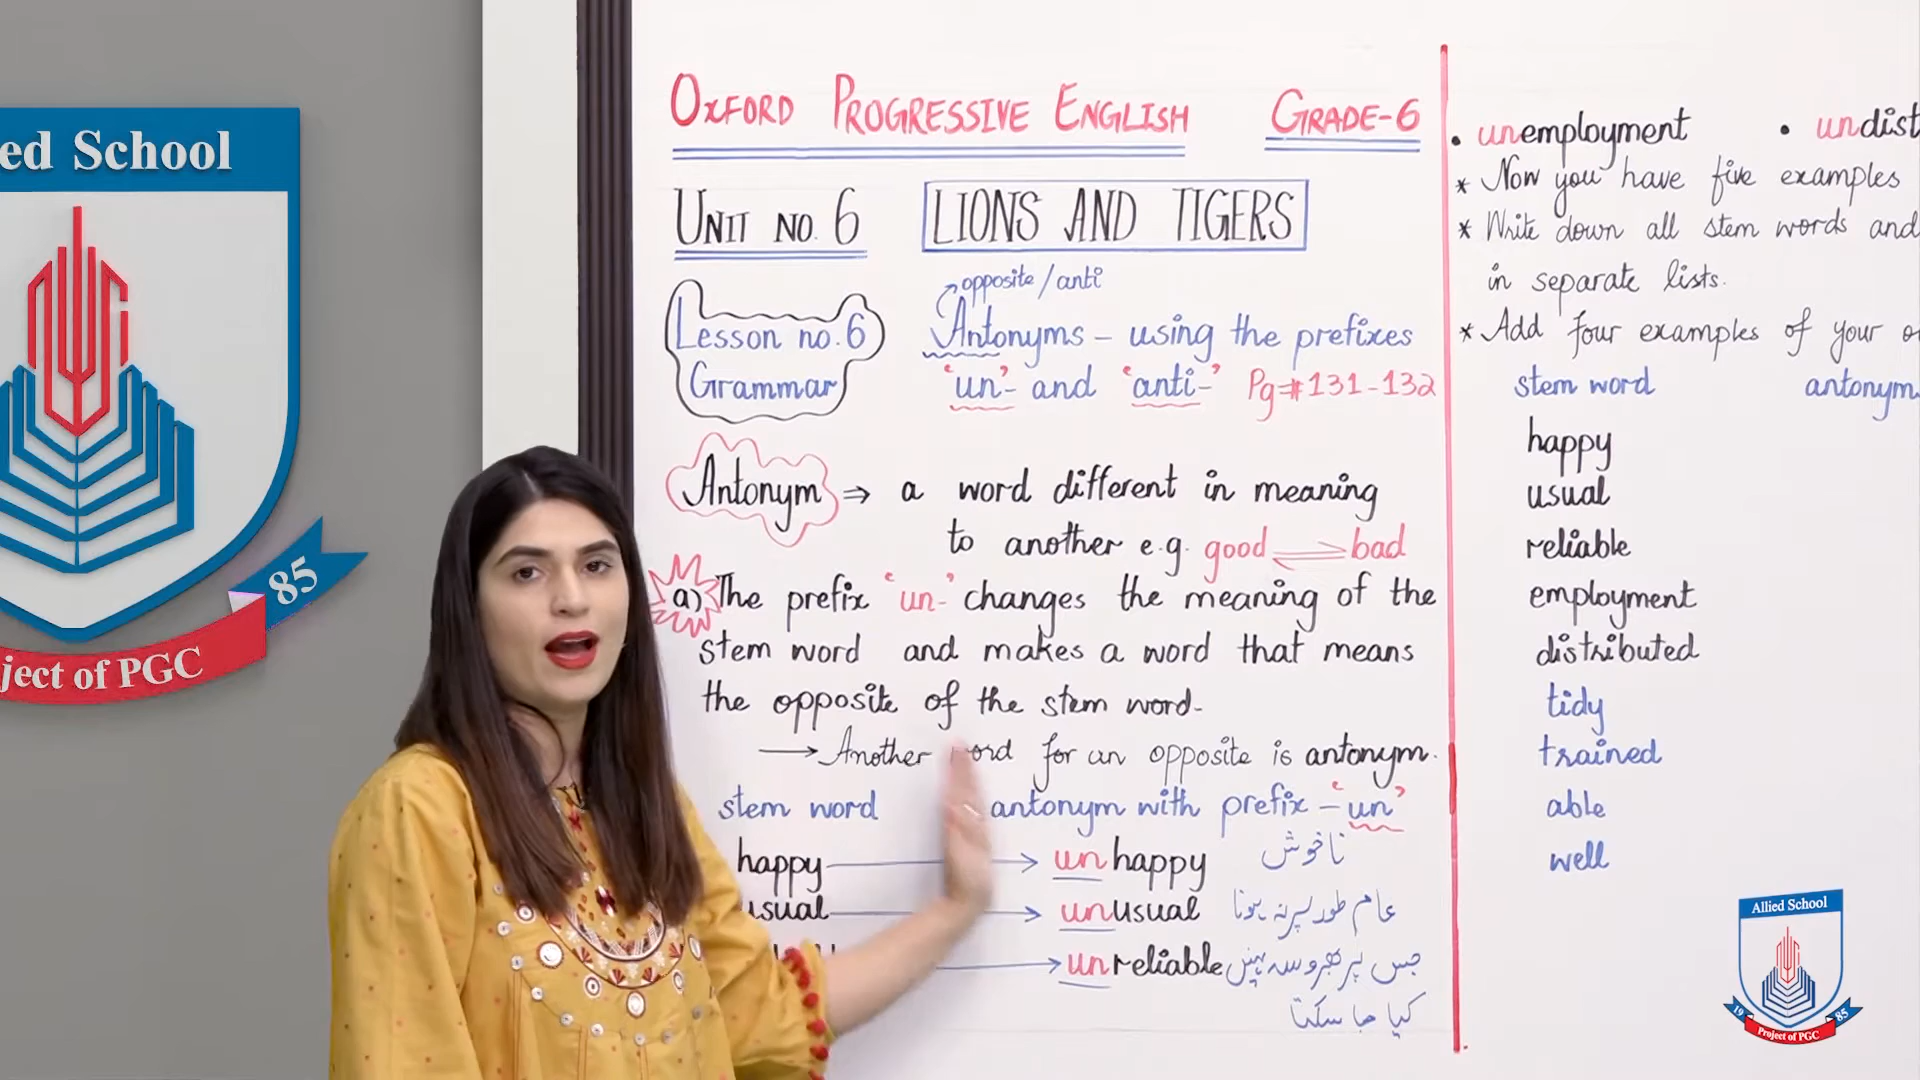 ed School
85
ject of PGC
OXFORD PROGRESSIVE ENGLISH GRADE-6
UNIT NO. 6 LIONS AND TIGERS
opposite/anti
Lesson no.6
Grammar
Antonyms - using the prefixes
'un-' and 'anti-' Pg#131-132
Antonym ⇒ a word different in meaning
to another e.g. good ⇌ bad
a) The prefix 'un-' changes the meaning of the
stem word and makes a word that means
the opposite of the stem word.
→ Another word for an opposite is antonym.
stem word antonym with prefix - 'un'
happy → unhappy ناخوش
usual → unusual عام طور پر نہ ہونا
→ unreliable جس پر بھروسہ نہیں
کیا جا سکتا
• unemployment • undist
* Now you have five examples
* Write down all stem words and
in separate lists.
* Add four examples of your
stem word antonym
happy
usual
reliable
employment
distributed
tidy
trained
able
well
Allied School
19 85
Project of PGC